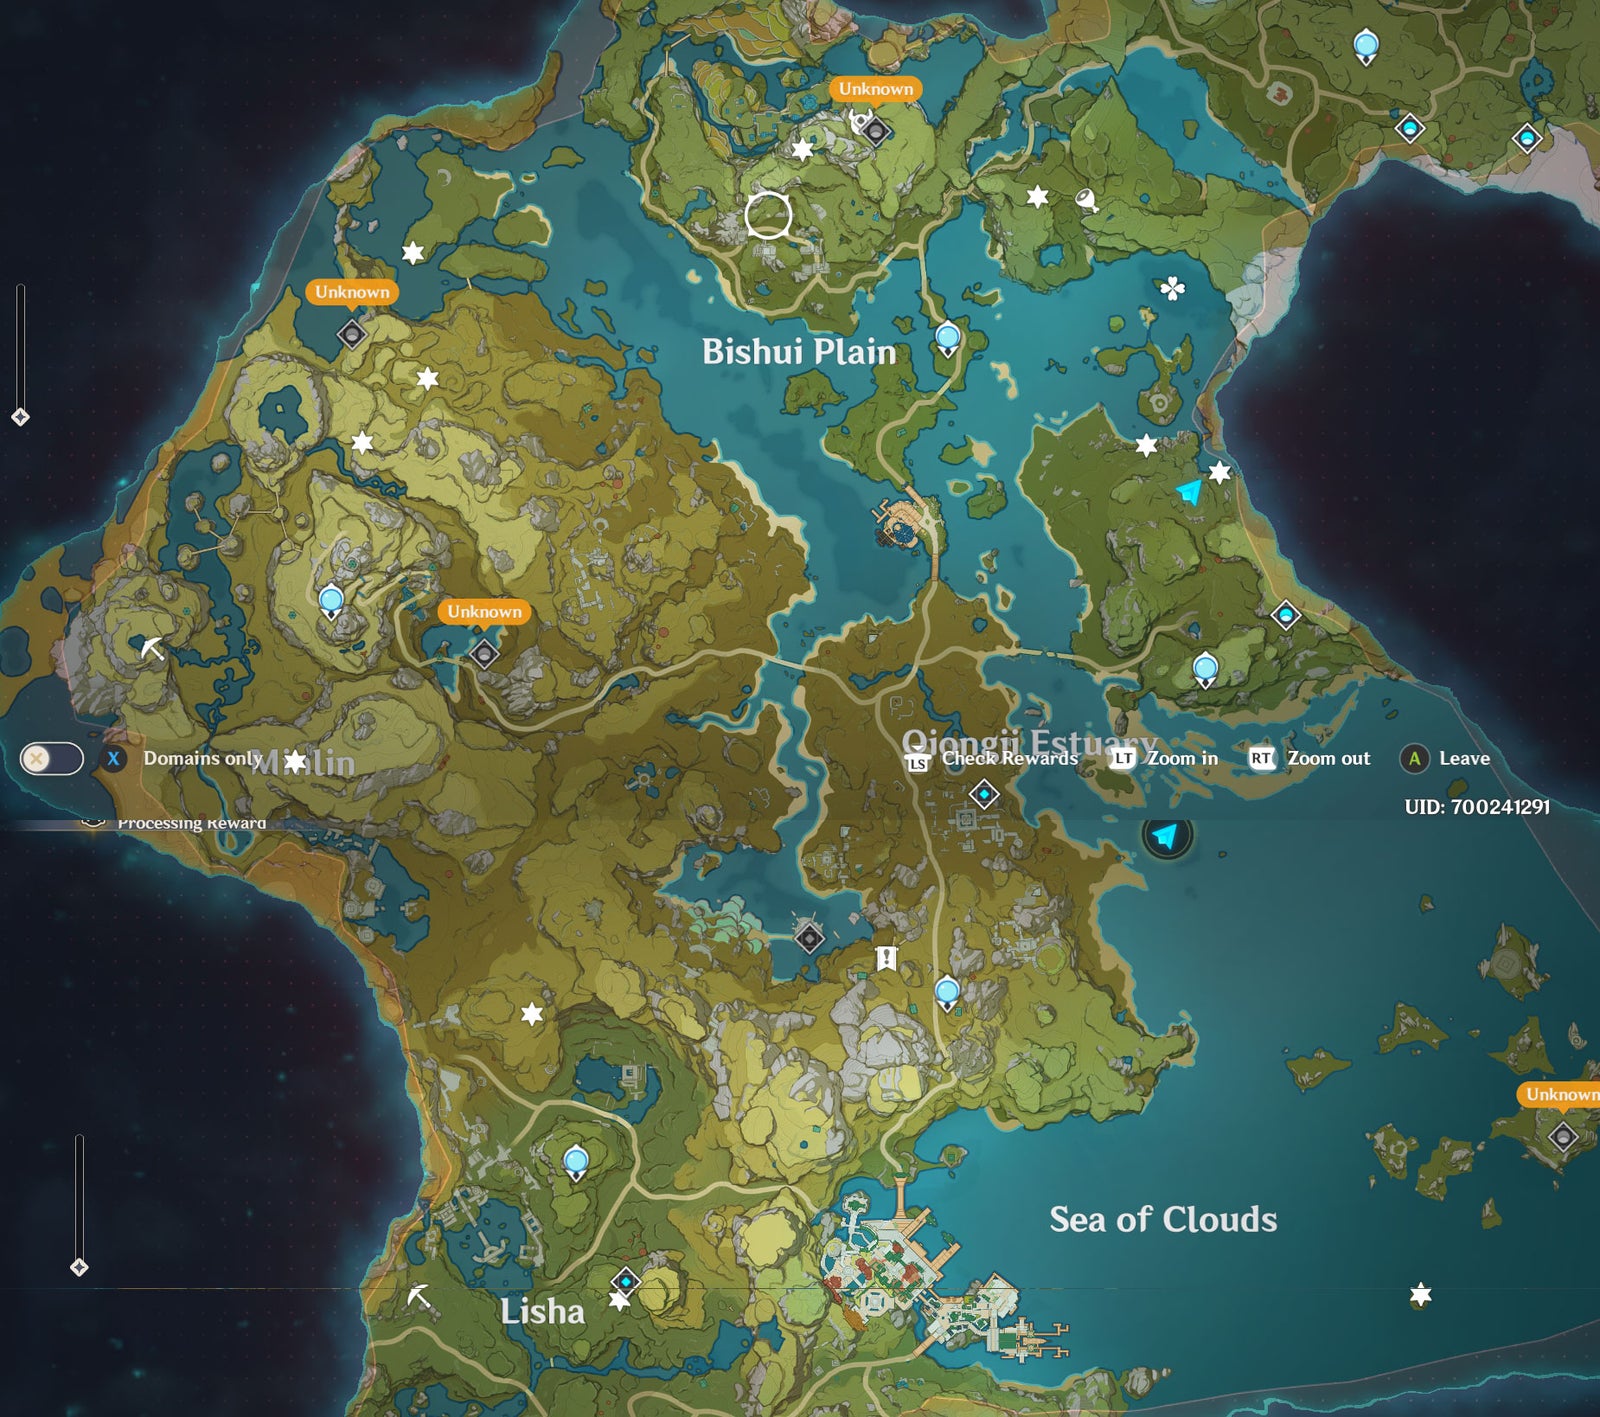 Unknown
Unknown
Bishui Plain
Unknown
Minlin
Qiongji Estuary
X Domains only
LS Check Rewards
LT Zoom in
RT Zoom out
A Leave
UID: 700241291
Processing Reward
Unknown
Sea of Clouds
Lisha